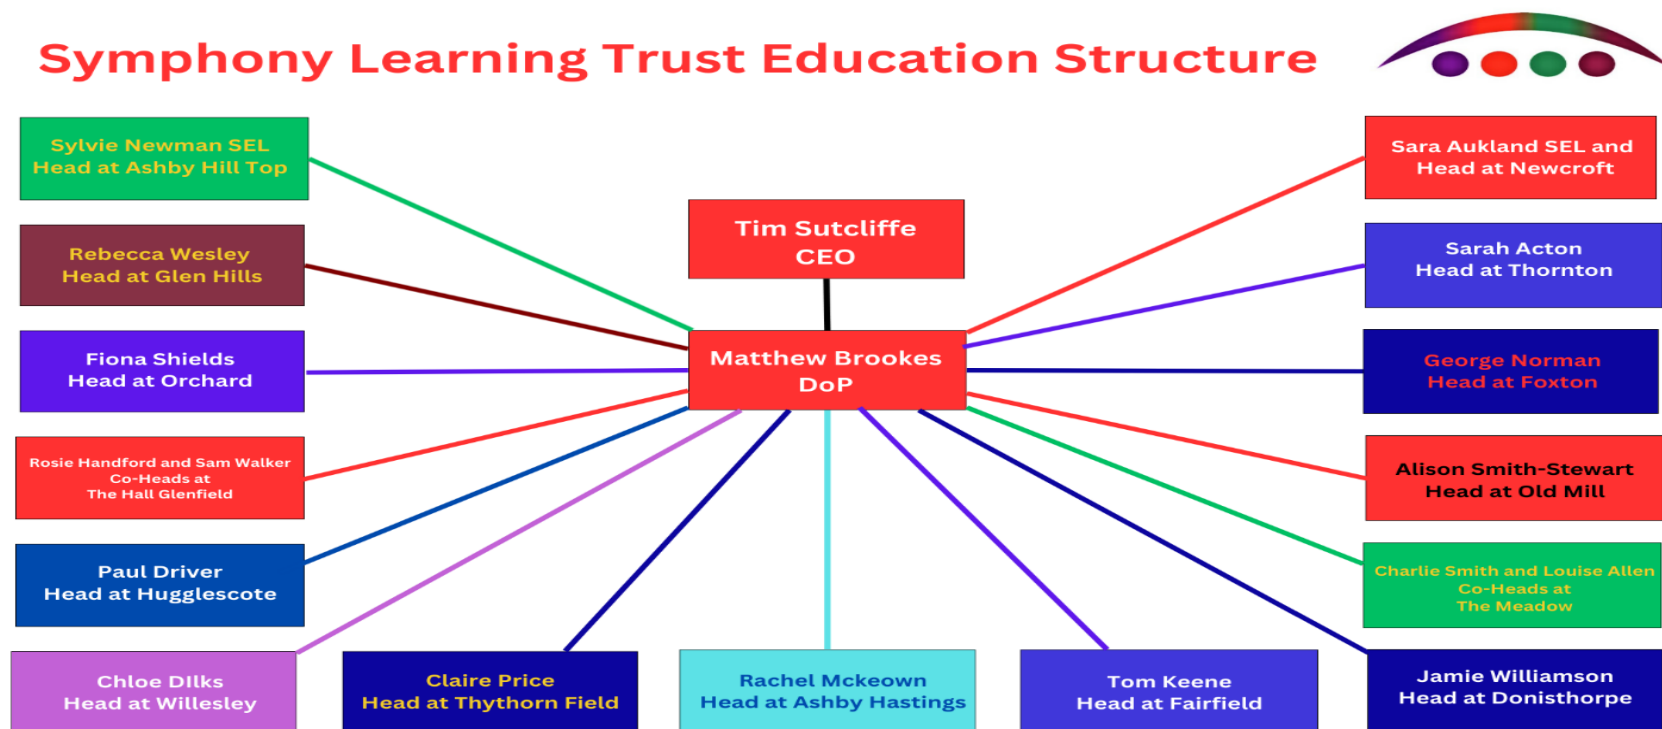 Symphony Learning Trust Education Structure
Sylvie Newman SEL
Head at Ashby Hill Top
Rebecca Wesley
Head at Glen Hills
Fiona Shields
Head at Orchard
Rosie Handford and Sam Walker
Co-Heads at
The Hall Glenfield
Paul Driver
Head at Hugglescote
Chloe DIlks
Head at Willesley
Tim Sutcliffe
CEO
Matthew Brookes
DoP
Claire Price
Head at Thythorn Field
Rachel Mckeown
Head at Ashby Hastings
Tom Keene
Head at Fairfield
Sara Aukland SEL and
Head at Newcroft
Sarah Acton
Head at Thornton
George Norman
Head at Foxton
Alison Smith-Stewart
Head at Old Mill
Charlie Smith and Louise Allen
Co-Heads at
The Meadow
Jamie Williamson
Head at Donisthorpe